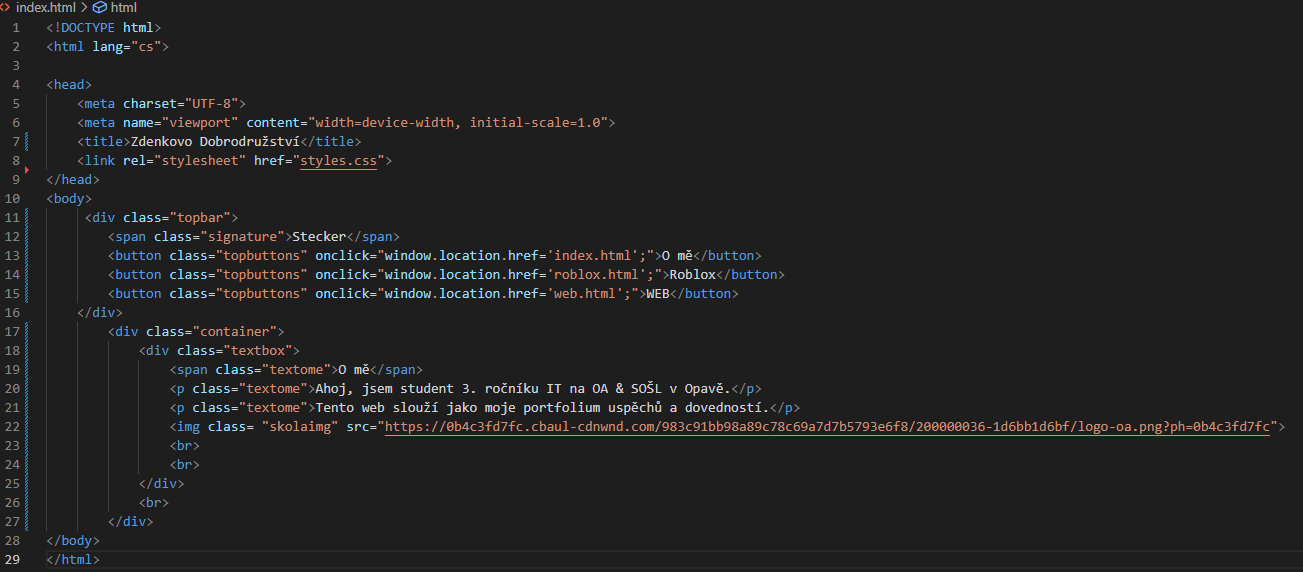 index.html > html
1 <!DOCTYPE html>
2 <html lang="cs">
3
4 <head>
5 <meta charset="UTF-8">
6 <meta name="viewport" content="width=device-width, initial-scale=1.0">
7 <title>Zdenkovo Dobrodružství</title>
8 <link rel="stylesheet" href="styles.css">
9 </head>
10 <body>
11 <div class="topbar">
12 <span class="signature">Stecker</span>
13 <button class="topbuttons" onclick="window.location.href='index.html';">O mě</button>
14 <button class="topbuttons" onclick="window.location.href='roblox.html';">Roblox</button>
15 <button class="topbuttons" onclick="window.location.href='web.html';">WEB</button>
16 </div>
17 <div class="container">
18 <div class="textbox">
19 <span class="textome">O mě</span>
20 <p class="textome">Ahoj, jsem student 3. ročníku IT na OA & SOŠL v Opavě.</p>
21 <p class="textome">Tento web slouží jako moje portfolium uspěchů a dovedností.</p>
22 <img class= "skolaimg" src="https://0b4c3fd7fc.cbaul-cdnwnd.com/983c91bb98a89c78c69a7d7b5793e6f8/200000036-1d6bb1d6bf/logo-oa.png?ph=0b4c3fd7fc">
23 <br>
24 <br>
25 </div>
26 <br>
27 </div>
28 </body>
29 </html>